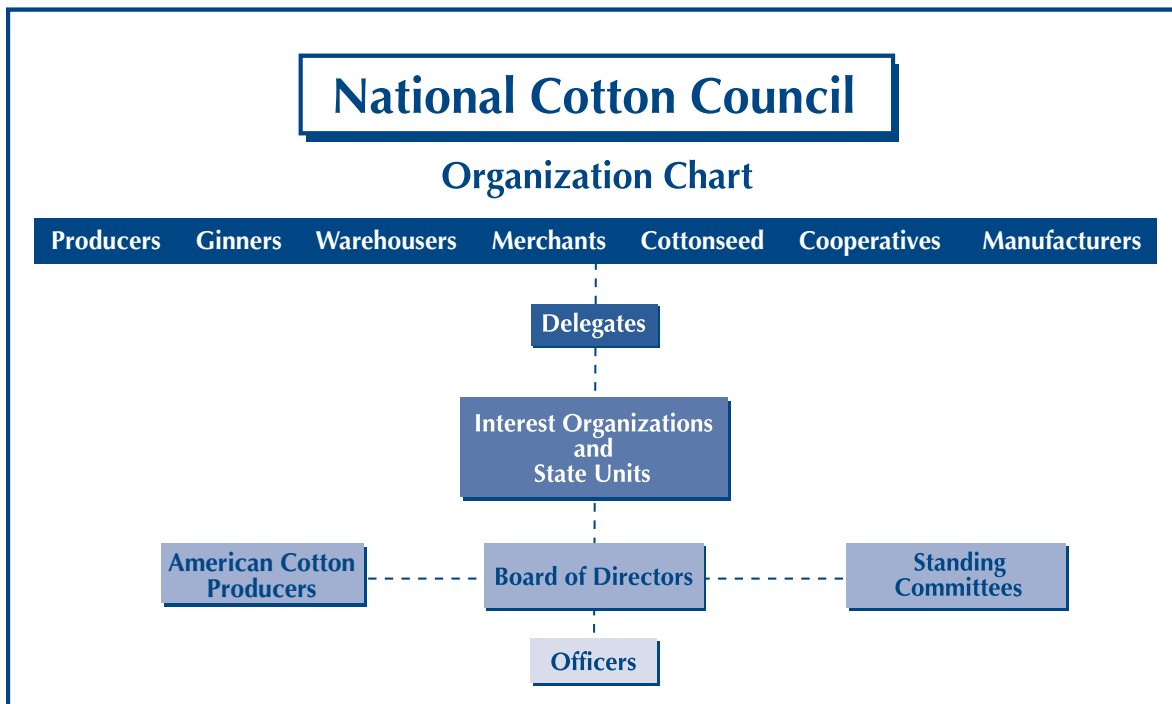 National Cotton Council
Organization Chart
Producers Ginners Warehousers Merchants Cottonseed Cooperatives Manufacturers
Delegates
Interest Organizations
and
State Units
American Cotton
Producers
Board of Directors
Standing
Committees
Officers